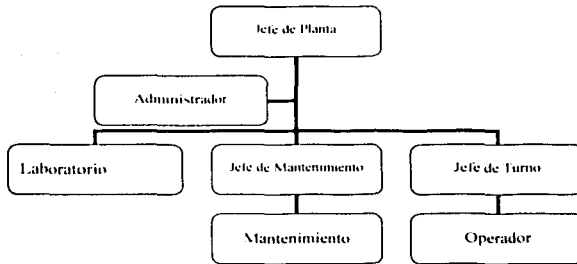 Jefe de Planta
Administrador
Laboratorio
Jefe de Mantenimiento
Jefe de Turno
Mantenimiento
Operador